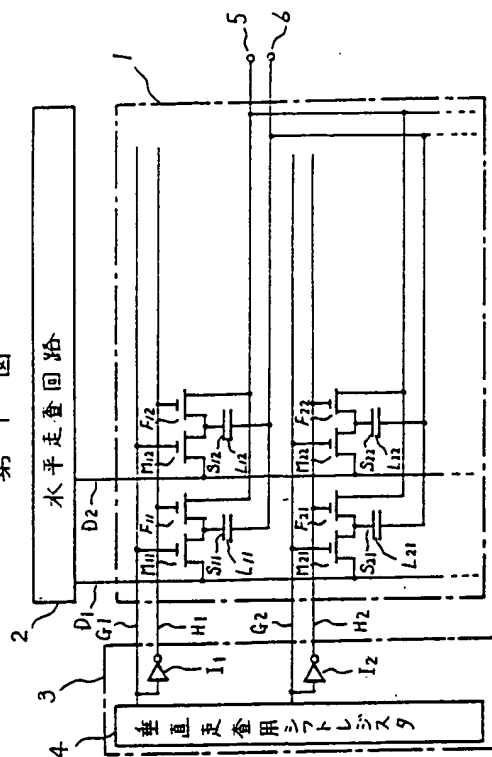 第 1 図
2
水平走査回路
1
D1
D2
3
4
垂直走査用シフトレジスタ
G1
H1
I1
G2
H2
I2
M11
F11
M12
F12
S11
L11
S12
L12
M21
F21
M22
F22
S21
L21
S22
L22
5
6